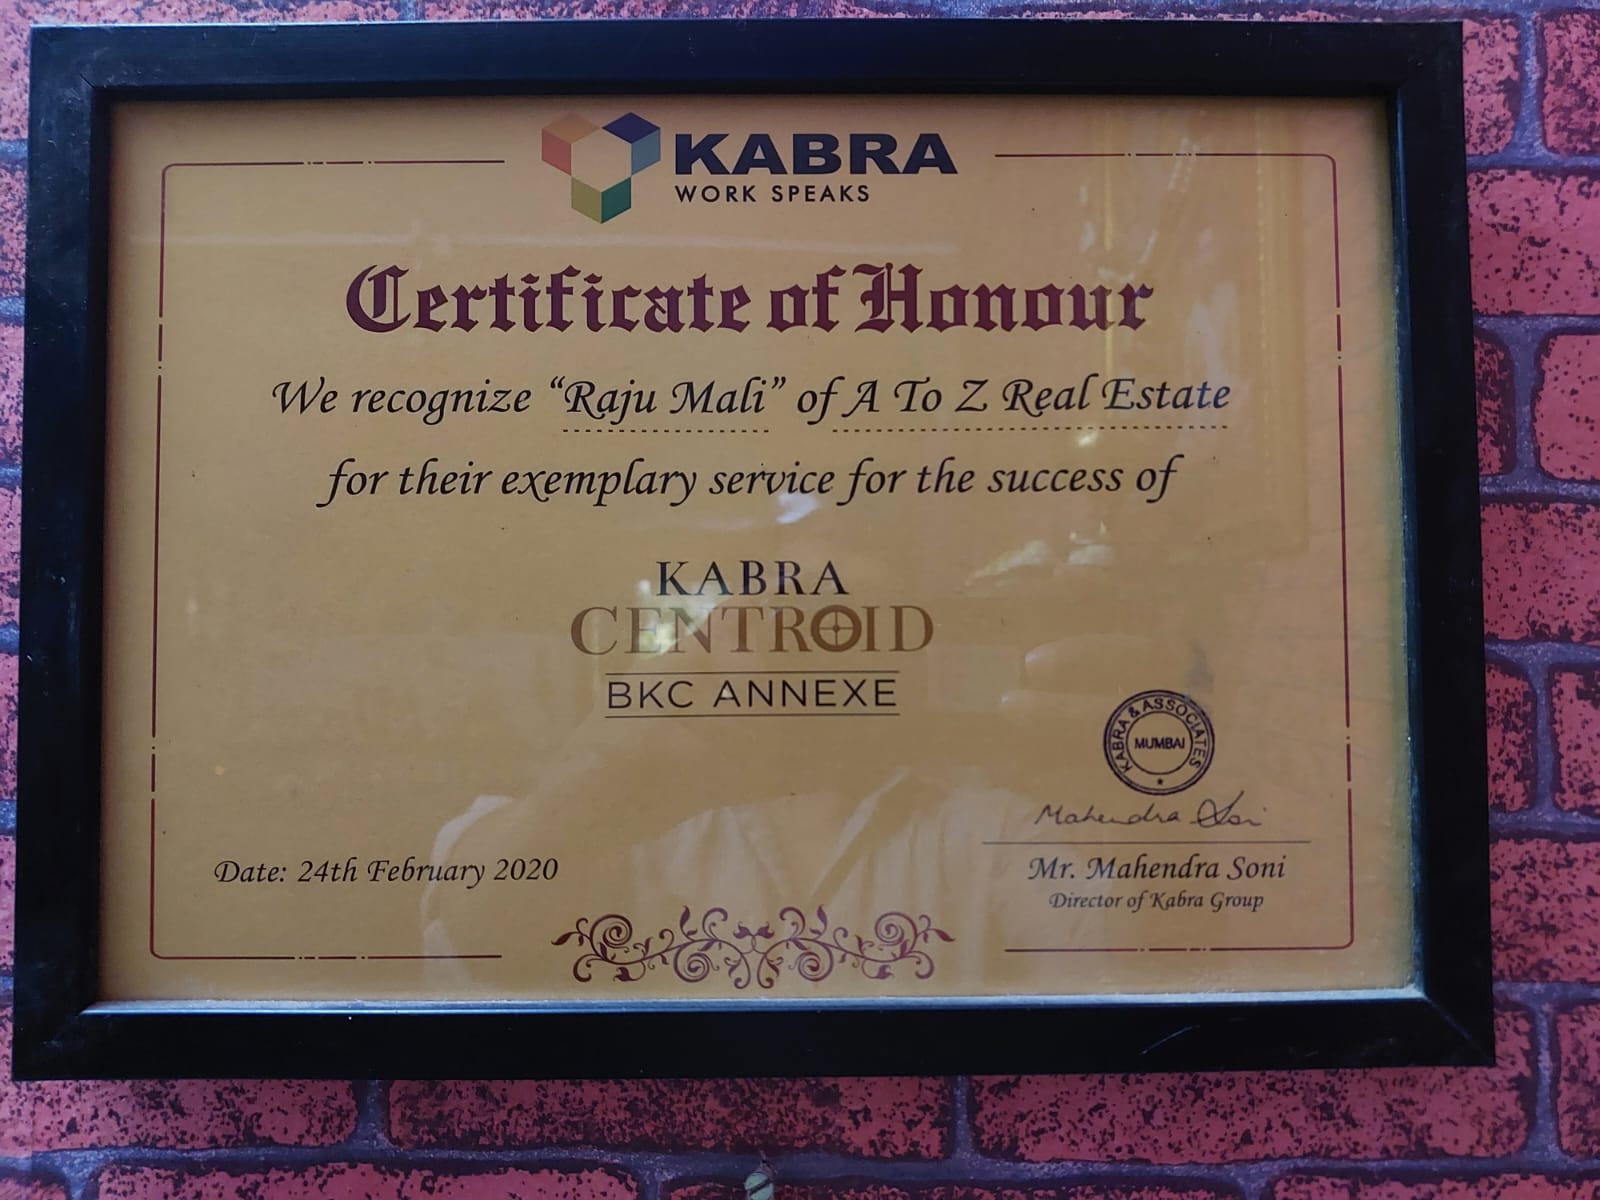 KABRA
WORK SPEAKS
Certificate of Honour
We recognize “Raju Mali” of A To Z Real Estate
for their exemplary service for the success of
KABRA
CENTROID
BKC ANNEXE
KABRA & ASSOCIATES
MUMBAI
Mahendra Soni
Date: 24th February 2020
Mr. Mahendra Soni
Director of Kabra Group